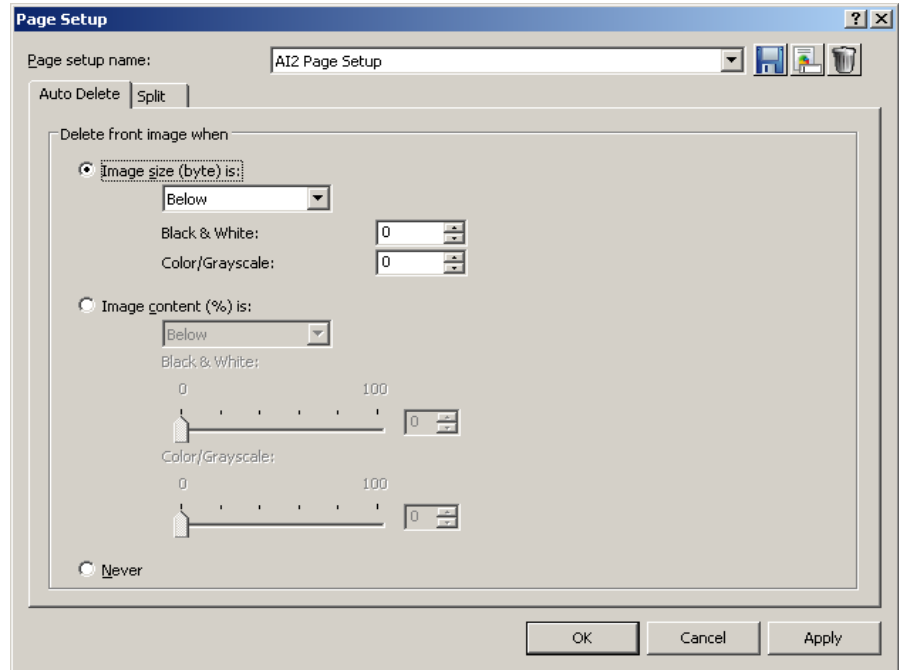 Page Setup
Page setup name: AI2 Page Setup
Auto Delete Split
Delete front image when
Image size (byte) is:
Below
Black & White: 0
Color/Grayscale: 0
Image content (%) is:
Below
Black & White:
0 100
0
Color/Grayscale:
0 100
0
Never
OK Cancel Apply